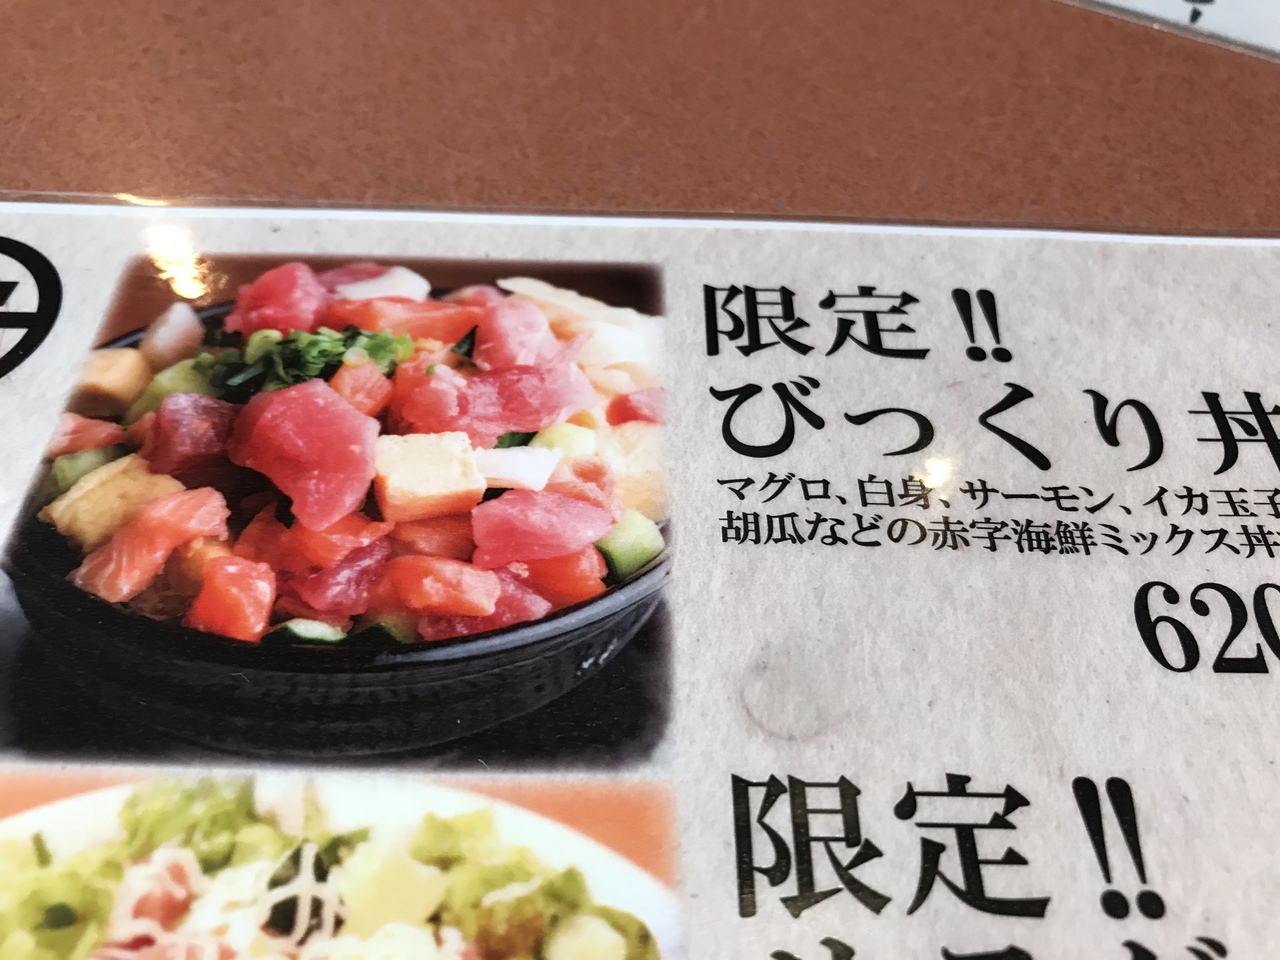 限定!!
びっくり丼
マグロ、白身、サーモン、イカ玉子
胡瓜などの赤字海鮮ミックス丼
620
限定!!